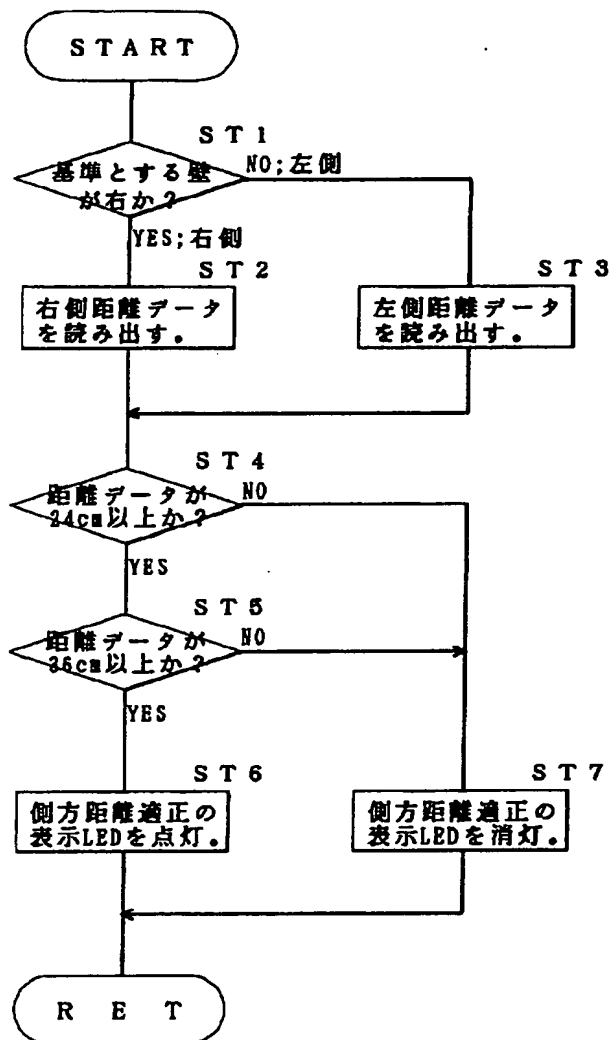 START
ST1
基準とする壁
が右か?
NO;左側
YES;右側
ST2
右側距離データ
を読み出す。
ST3
左側距離データ
を読み出す。
ST4
距離データが
24cm以上か?
NO
YES
ST5
距離データが
36cm以上か?
NO
YES
ST6
側方距離適正の
表示LEDを点灯。
ST7
側方距離適正の
表示LEDを消灯。
RET